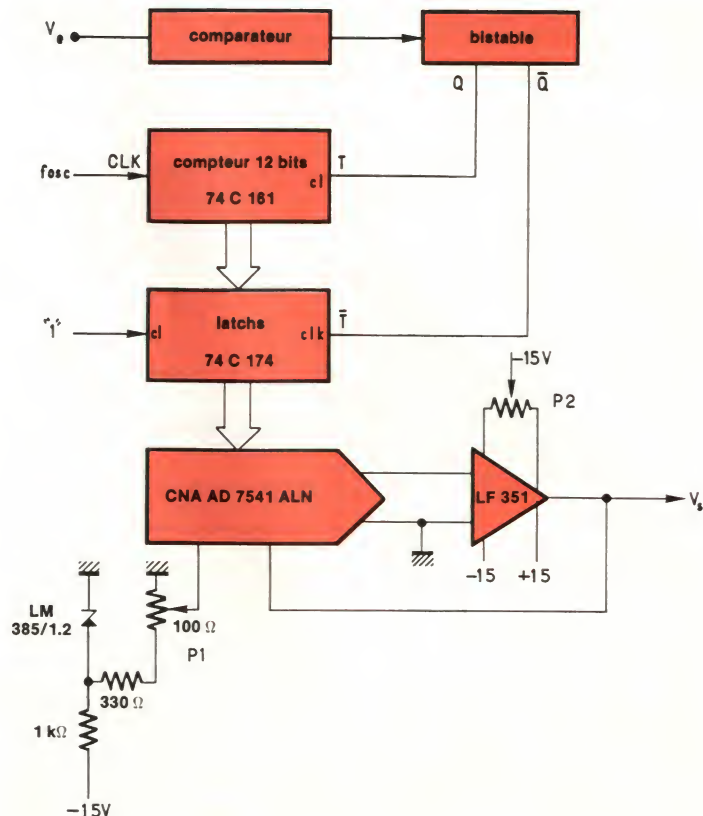 Ve
comparateur
bistable
Q
Q̅
fosc
CLK
compteur 12 bits
74 C 161
cl
T
"1"
cl
latchs
74 C 174
clk
T̅
-15V
P2
CNA AD 7541 ALN
LF 351
Vs
-15
+15
LM
385/1.2
100 Ω
P1
330 Ω
1 kΩ
-15V